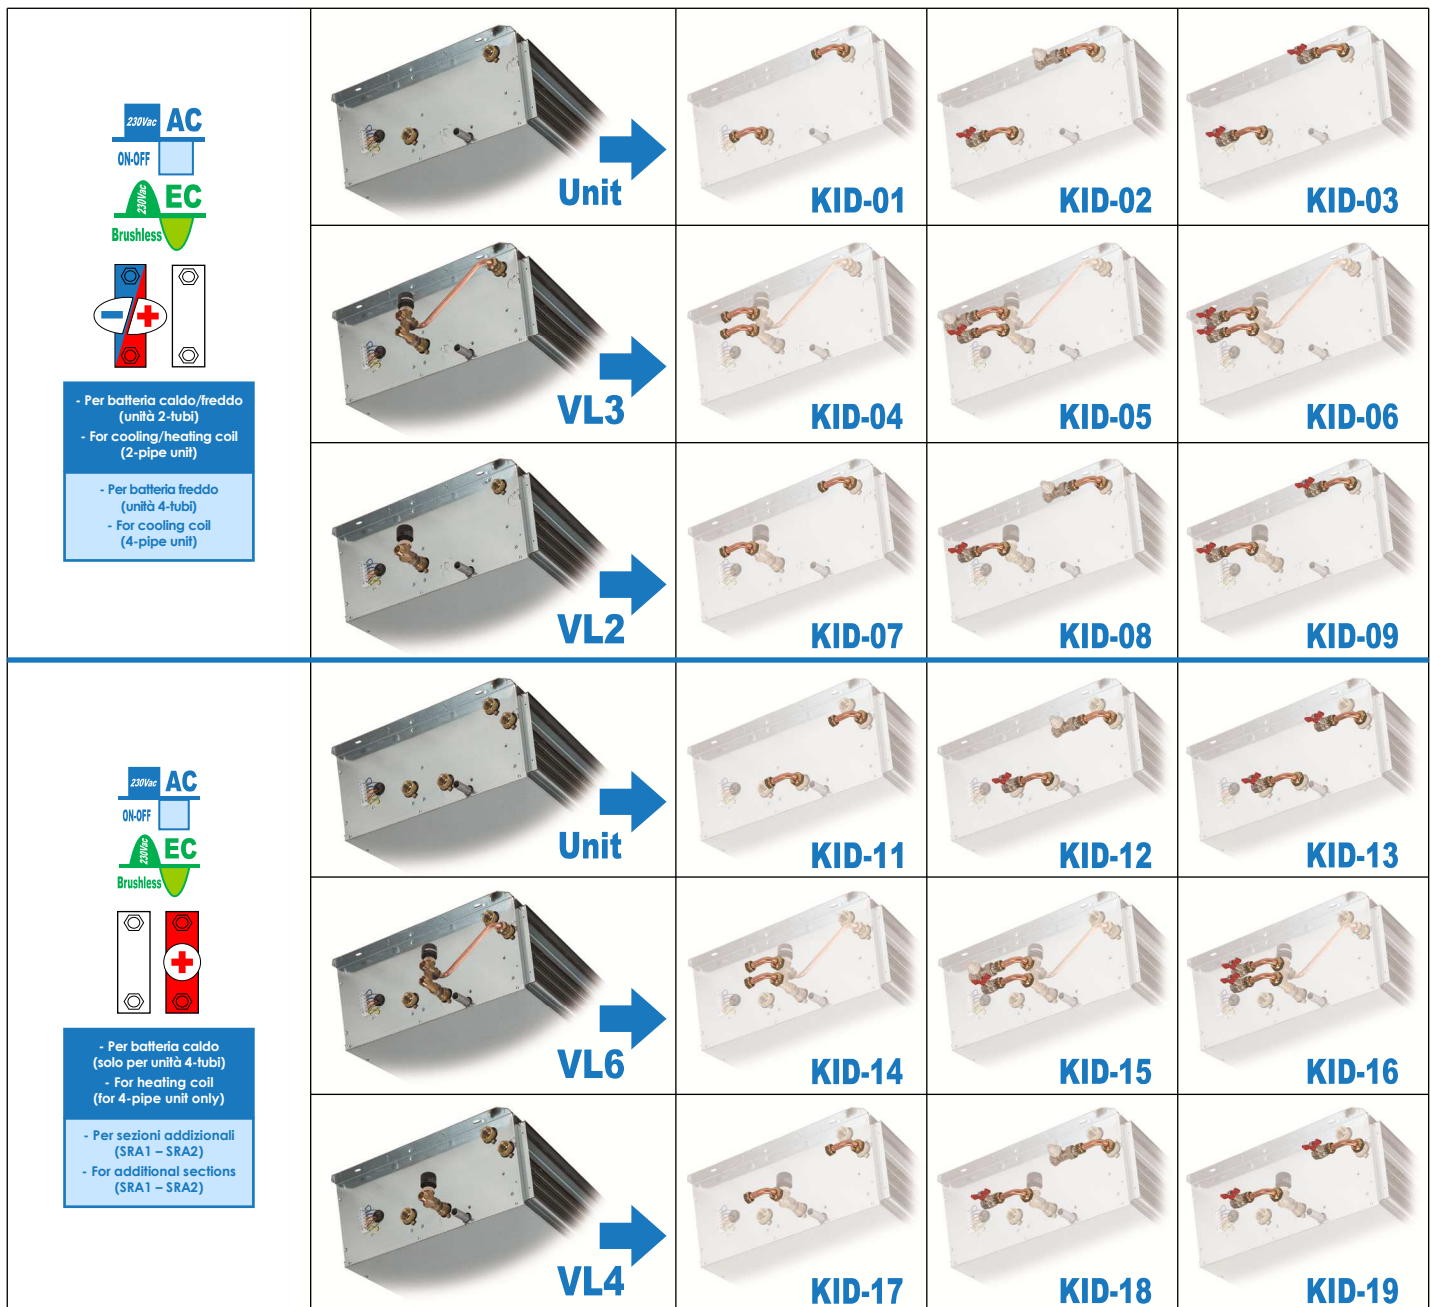 230Vac AC
ON-OFF
230Vac EC
Brushless
- Per batteria caldo/freddo
(unità 2-tubi)
- For cooling/heating coil
(2-pipe unit)
- Per batteria freddo
(unità 4-tubi)
- For cooling coil
(4-pipe unit)
Unit
KID-01
KID-02
KID-03
VL3
KID-04
KID-05
KID-06
VL2
KID-07
KID-08
KID-09
230Vac AC
ON-OFF
230Vac EC
Brushless
- Per batteria caldo
(solo per unità 4-tubi)
- For heating coil
(for 4-pipe unit only)
- Per sezioni addizionali
(SRA1 – SRA2)
- For additional sections
(SRA1 – SRA2)
Unit
KID-11
KID-12
KID-13
VL6
KID-14
KID-15
KID-16
VL4
KID-17
KID-18
KID-19